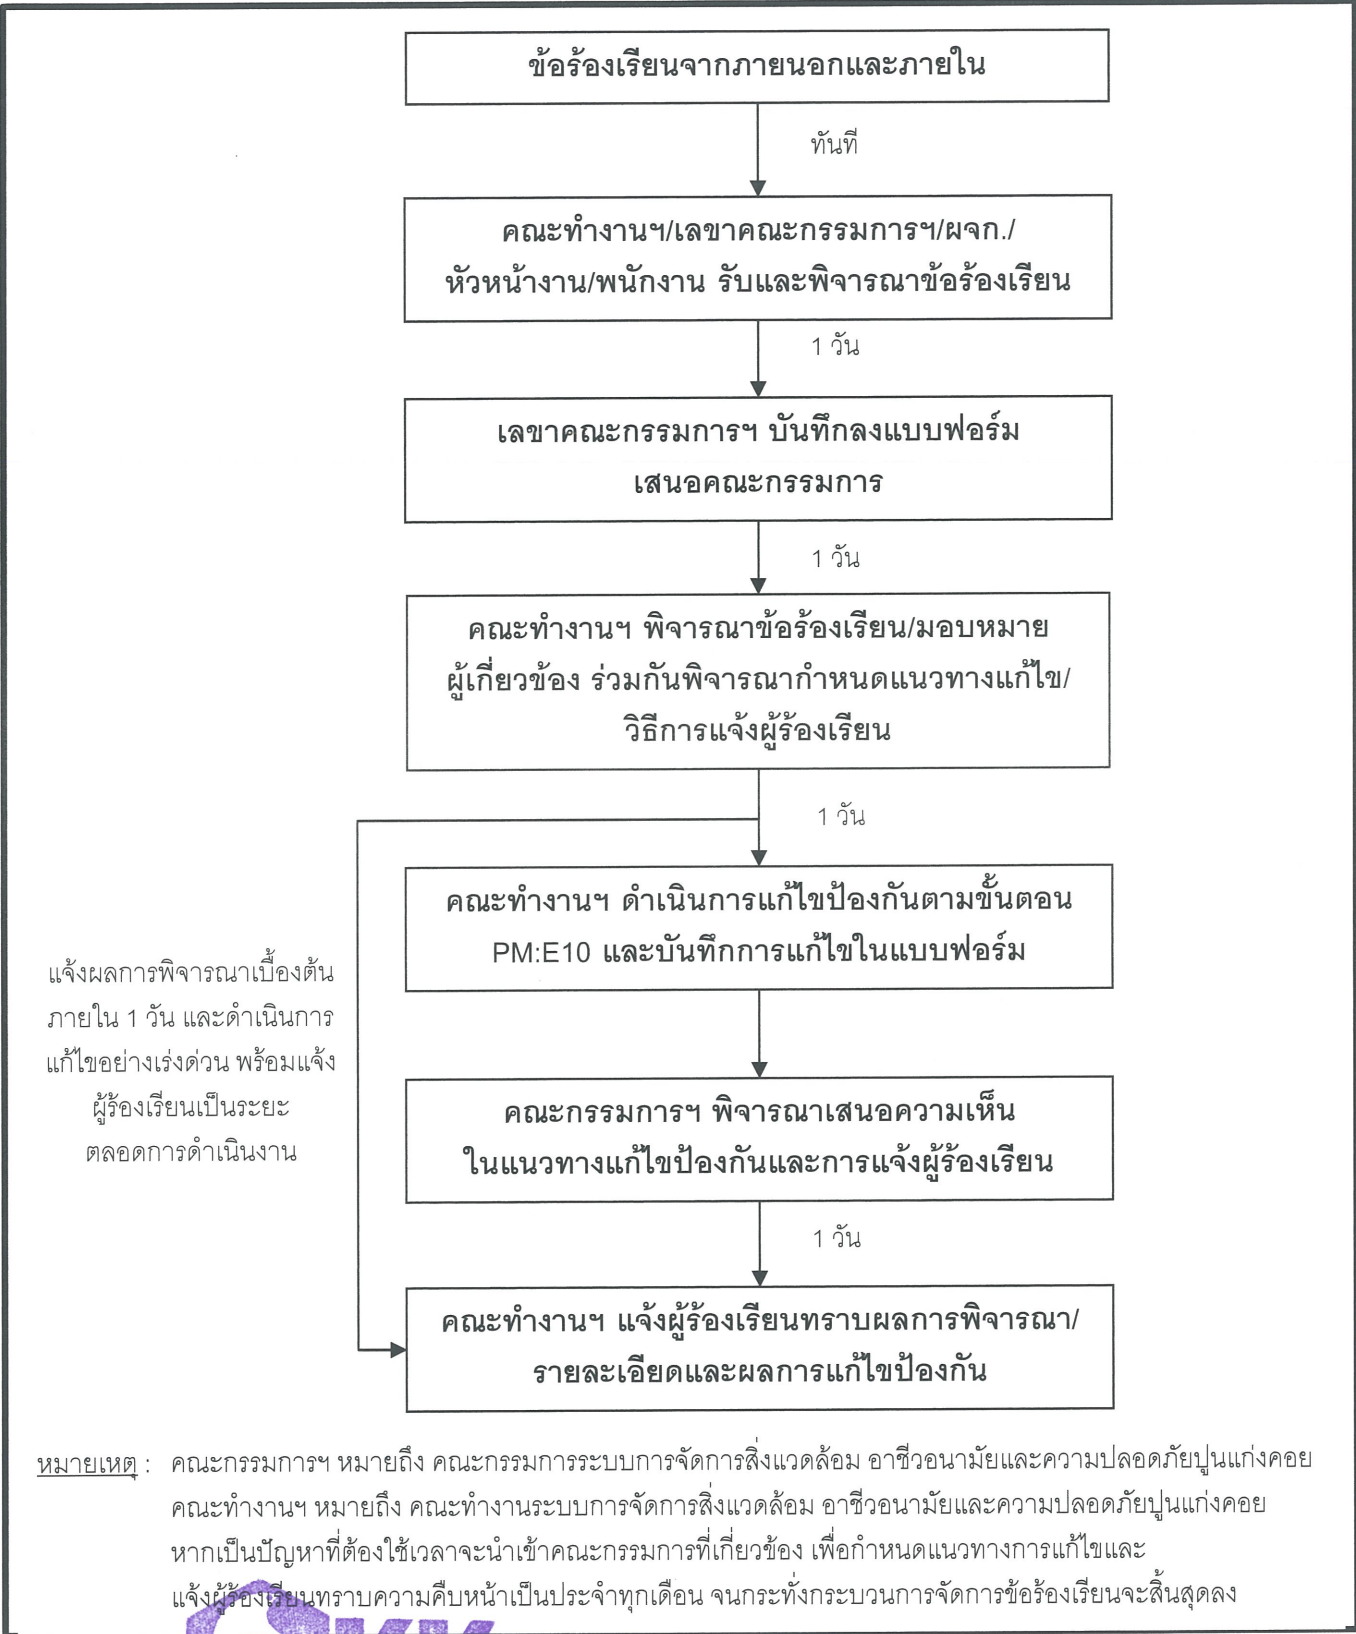 ข้อร้องเรียนจากภายนอกและภายใน
ทันที
คณะทำงานฯ/เลขาคณะกรรมการฯ/ผจก./
หัวหน้างาน/พนักงาน รับและพิจารณาข้อร้องเรียน
1 วัน
เลขาคณะกรรมการฯ บันทึกลงแบบฟอร์ม
เสนอคณะกรรมการ
1 วัน
คณะทำงานฯ พิจารณาข้อร้องเรียน/มอบหมาย
ผู้เกี่ยวข้อง ร่วมกันพิจารณากำหนดแนวทางแก้ไข/
วิธีการแจ้งผู้ร้องเรียน
1 วัน
คณะทำงานฯ ดำเนินการแก้ไขป้องกันตามขั้นตอน
PM:E10 และบันทึกการแก้ไขในแบบฟอร์ม
แจ้งผลการพิจารณาเบื้องต้น
ภายใน 1 วัน และดำเนินการ
แก้ไขอย่างเร่งด่วน พร้อมแจ้ง
ผู้ร้องเรียนเป็นระยะ
ตลอดการดำเนินงาน
คณะกรรมการฯ พิจารณาเสนอความเห็น
ในแนวทางแก้ไขป้องกันและการแจ้งผู้ร้องเรียน
1 วัน
คณะทำงานฯ แจ้งผู้ร้องเรียนทราบผลการพิจารณา/
รายละเอียดและผลการแก้ไขป้องกัน
หมายเหตุ : คณะกรรมการฯ หมายถึง คณะกรรมการระบบการจัดการสิ่งแวดล้อม อาชีวอนามัยและความปลอดภัยปูนแก่งคอย
คณะทำงานฯ หมายถึง คณะทำงานระบบการจัดการสิ่งแวดล้อม อาชีวอนามัยและความปลอดภัยปูนแก่งคอย
หากเป็นปัญหาที่ต้องใช้เวลาจะนำเข้าคณะกรรมการที่เกี่ยวข้อง เพื่อกำหนดแนวทางการแก้ไขและ
แจ้งผู้ร้องเรียนทราบความคืบหน้าเป็นประจำทุกเดือน จนกระทั่งกระบวนการจัดการข้อร้องเรียนจะสิ้นสุดลง